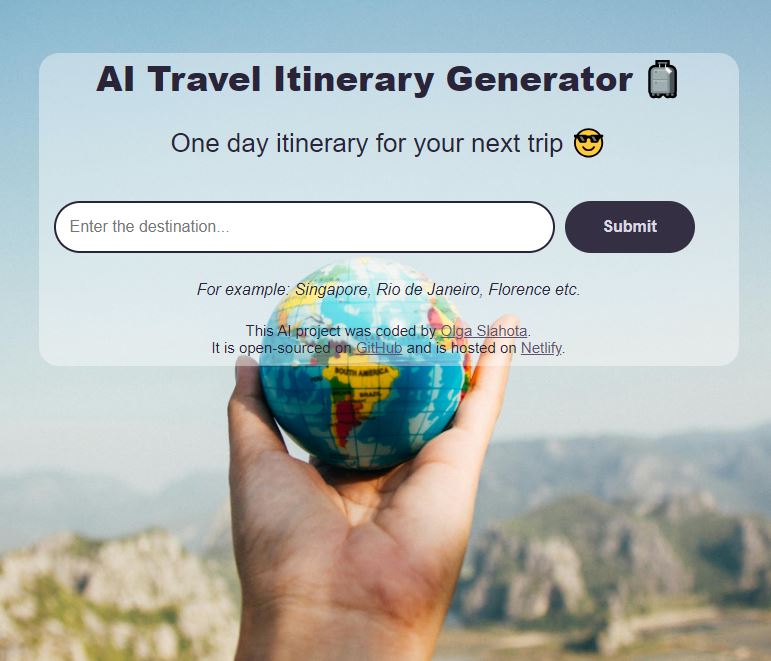 AI Travel Itinerary Generator 🧳
One day itinerary for your next trip 😎
Enter the destination...
Submit
For example: Singapore, Rio de Janeiro, Florence etc.
This AI project was coded by Olga Slahota.
It is open-sourced on GitHub and is hosted on Netlify.
SOUTH AMERICA
BRAZIL